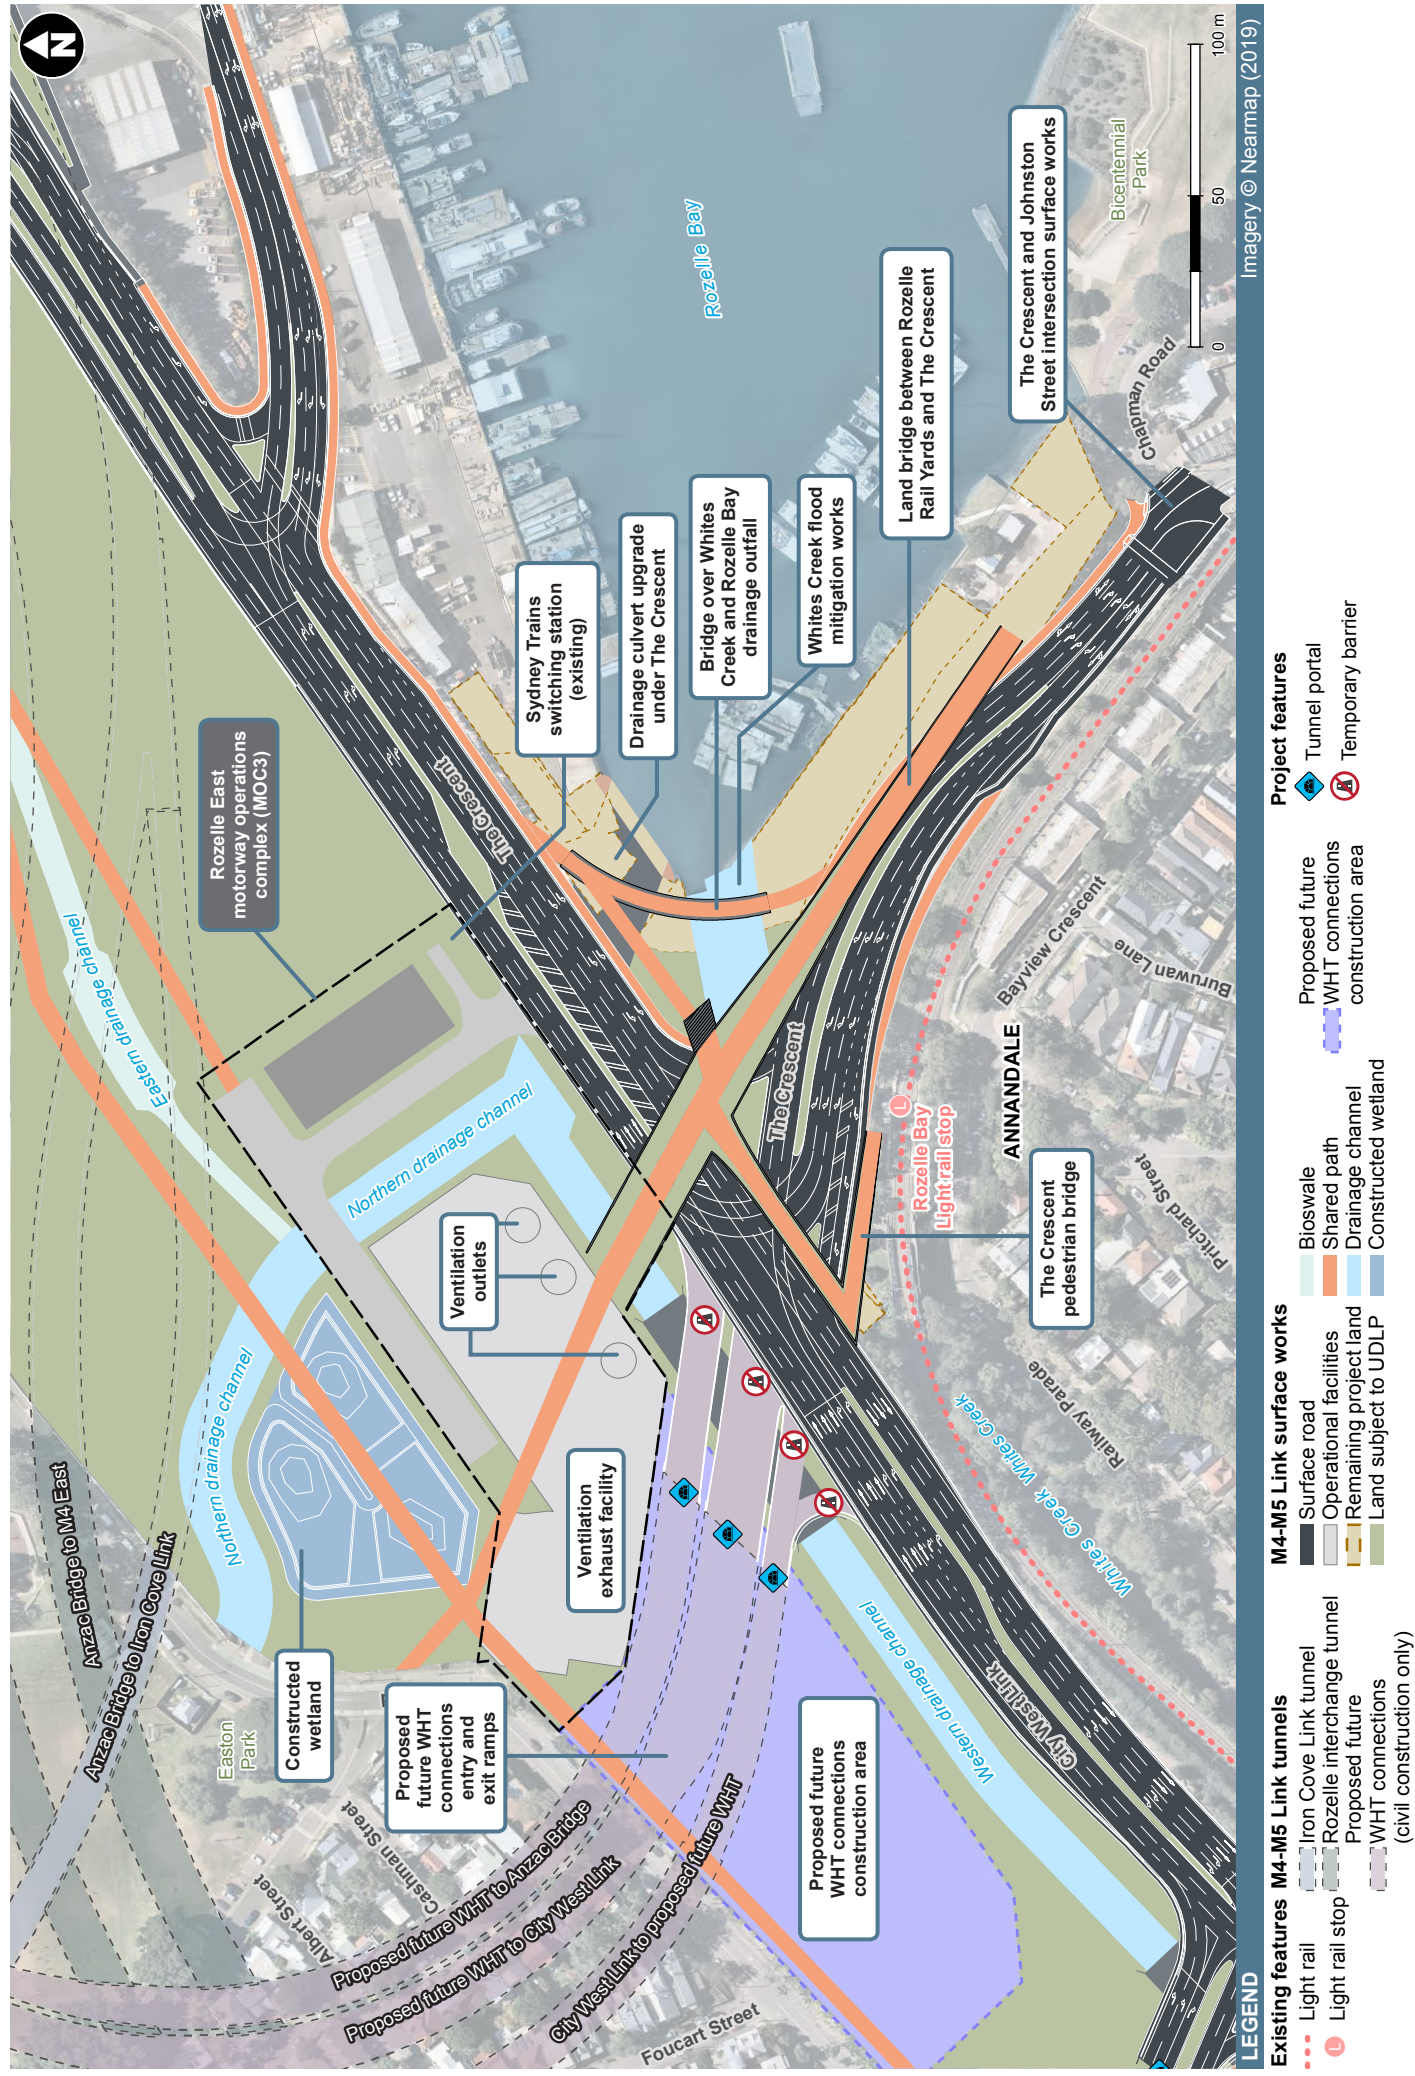 N
Anzac Bridge to M4 East
Anzac Bridge to Iron Cove Link
Northern drainage channel
Eastern drainage channel
Rozelle East
motorway operations
complex (MOC3)
Easton
Park
Constructed
wetland
Northern drainage channel
Ventilation
outlets
Ventilation
exhaust facility
Proposed
future WHT
connections
entry and
exit ramps
Albert Street
Cashman Street
Proposed future WHT to Anzac Bridge
Proposed future WHT to City West Link
City West Link to proposed future WHT
Foucart Street
Proposed future
WHT connections
construction area
Western drainage channel
City West Link
The Crescent
Sydney Trains
switching station
(existing)
Drainage culvert upgrade
under The Crescent
Bridge over Whites
Creek and Rozelle Bay
drainage outfall
Whites Creek flood
mitigation works
Land bridge between Rozelle
Rail Yards and The Crescent
The Crescent and Johnston
Street intersection surface works
Rozelle Bay
Bicentennial
Park
Chapman Road
The Crescent
L
Rozelle Bay
Light rail stop
ANNANDALE
The Crescent
pedestrian bridge
Bayview Crescent
Buruwan Lane
Pritchard Street
Railway Parade
Whites Creek
Whites Creek
Whites Creek
0
50
100 m
Imagery © Nearmap (2019)
LEGEND
Existing features
Light rail
L
Light rail stop
M4-M5 Link tunnels
Iron Cove Link tunnel
Rozelle interchange tunnel
Proposed future
WHT connections
(civil construction only)
M4-M5 Link surface works
Surface road
Operational facilities
Remaining project land
Land subject to UDLP
Bioswale
Shared path
Drainage channel
Constructed wetland
Proposed future
WHT connections
construction area
Project features
Tunnel portal
Temporary barrier